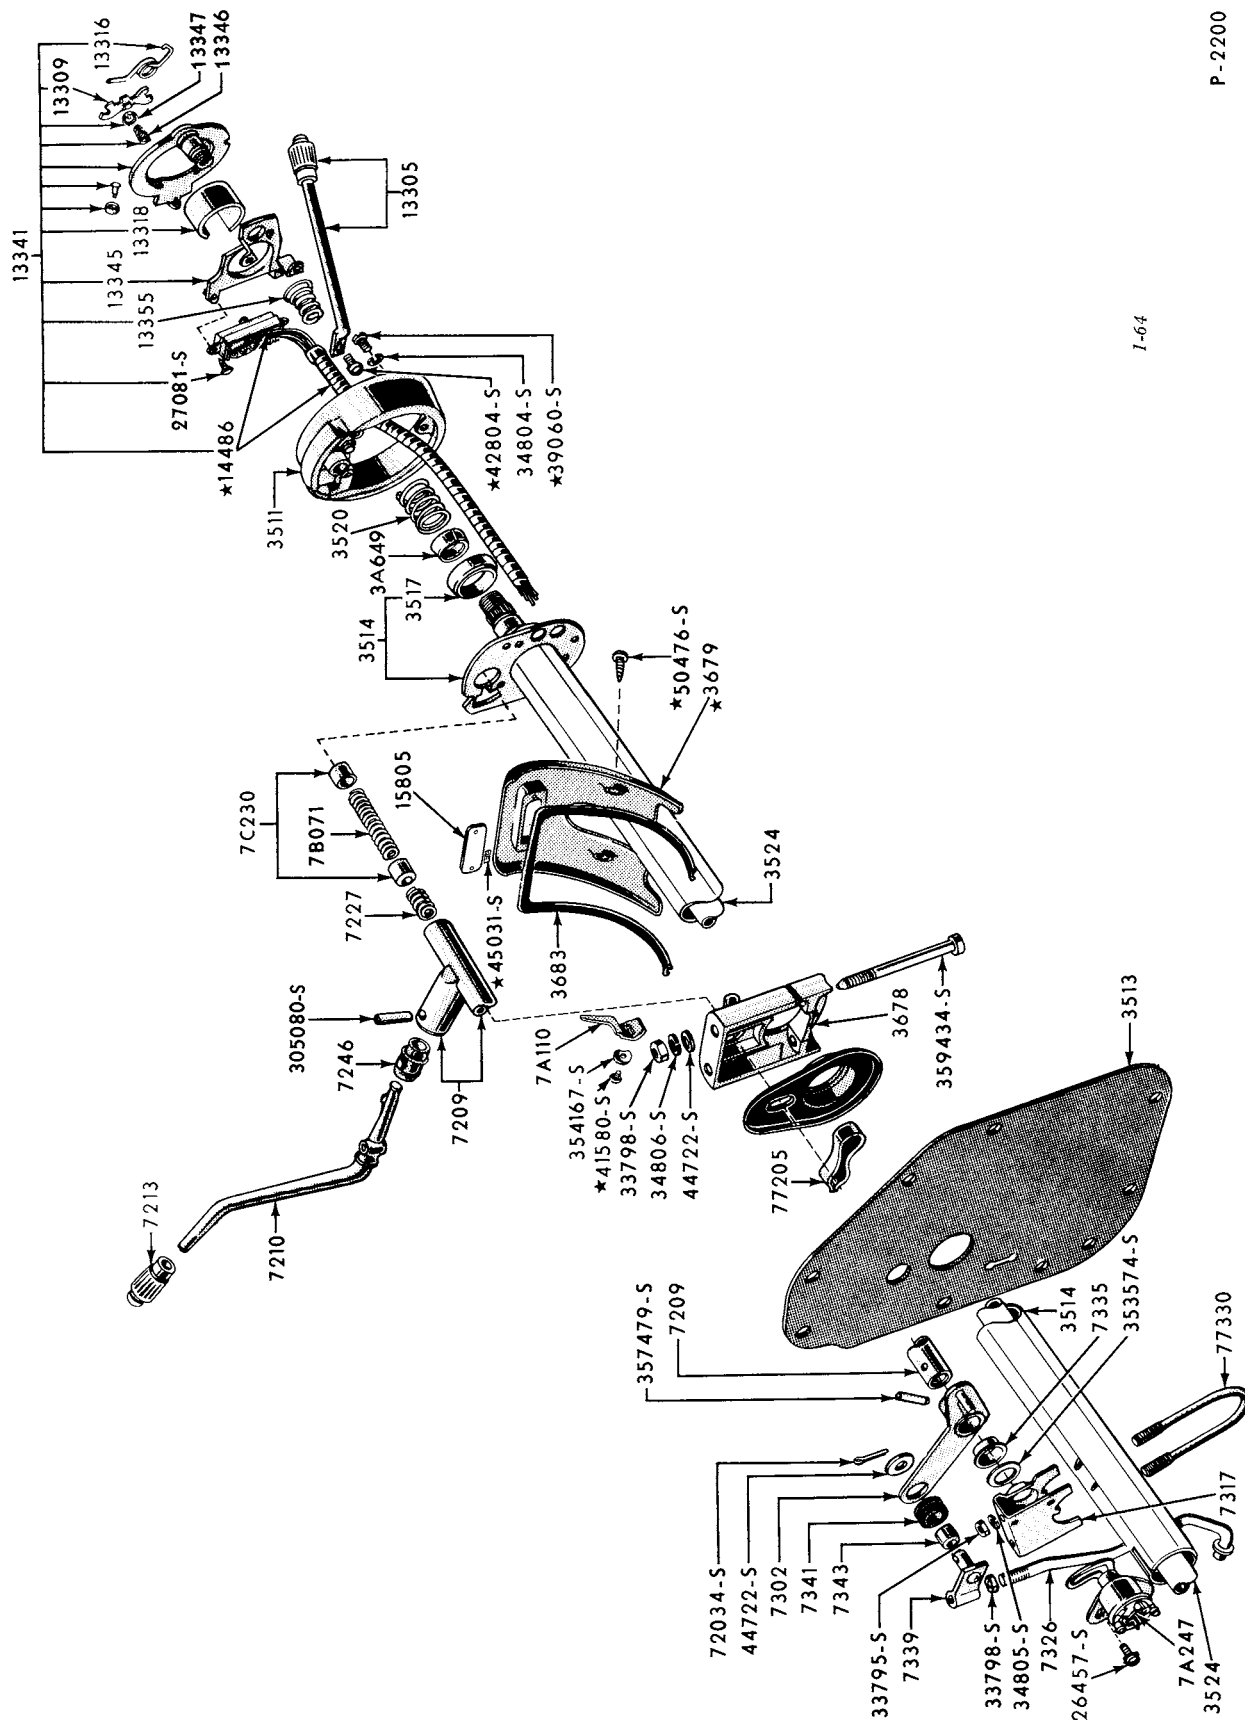 P-2200
1-64
13341
13316
13309
13347
13346
13318
13345
13355
27081-S
★14486
13305
3511
3520
3A649
3517
3514
★42804-S
34804-S
★39060-S
★50476-S
★3679
7C230
7B071
7227
15805
★45031-S
3683
3524
305080-S
7246
7209
7A110
354167-S
★41580-S
33798-S
34806-S
44722-S
3678
359434-S
77205
3513
7213
7210
357479-S
7209
3514
7335
353574-S
77330
72034-S
44722-S
7302
7341
7343
33795-S
7339
33798-S
34805-S
7326
26457-S
7A247
3524
7317